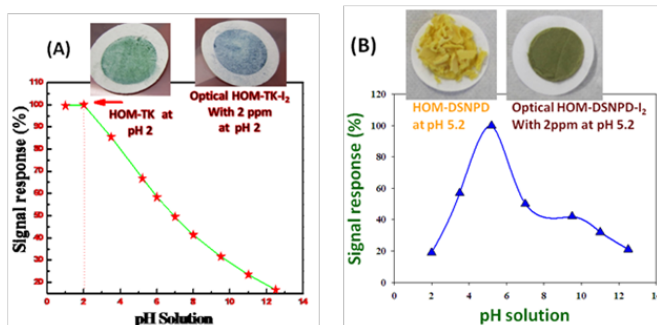 (A)
HOM-TK at
pH 2
Optical HOM-TK-I₂
With 2 ppm
at pH 2
Signal response (%)
110
100
90
80
70
60
50
40
30
20
0 2 4 6 8 10 12 14
pH Solution
(B)
HOM-DSNPD
at pH 5.2
Optical HOM-DSNPD-I₂
With 2ppm at pH 5.2
Signal response (%)
120
100
80
60
40
20
0
0 2 4 6 8 10 12 14
pH solution